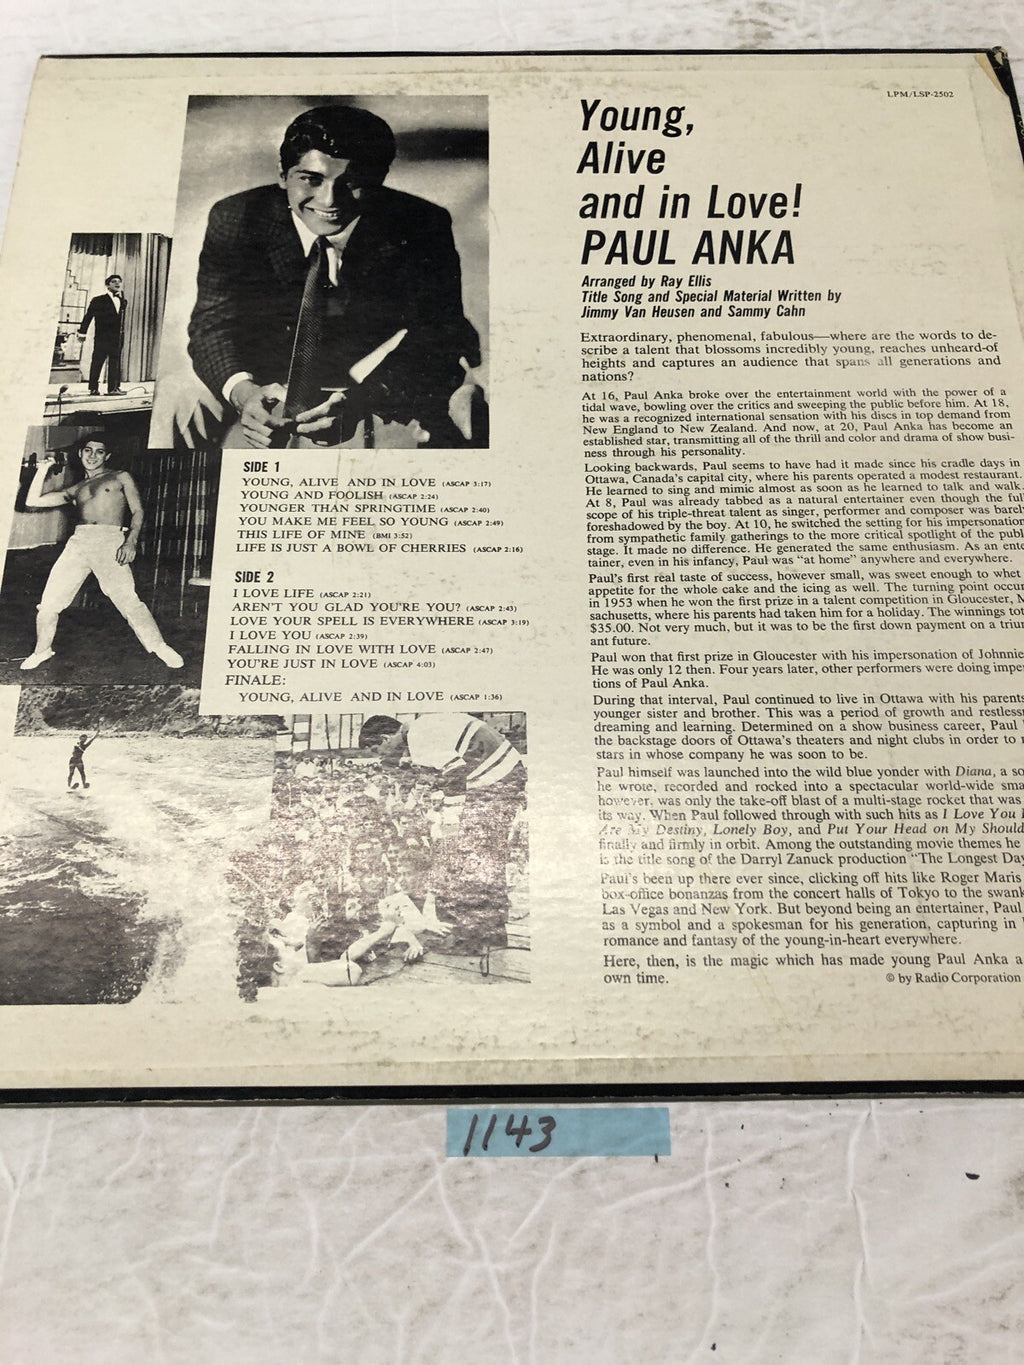 LPM/LSP-2502
Young,
Alive
and in Love!
PAUL ANKA
Arranged by Ray Ellis
Title Song and Special Material Written by
Jimmy Van Heusen and Sammy Cahn
Extraordinary, phenomenal, fabulous—where are the words to de-
scribe a talent that blossoms incredibly young, reaches unheard-of
heights and captures an audience that spans all generations and
nations?
At 16, Paul Anka broke over the entertainment world with the power of a
tidal wave, bowling over the critics and sweeping the public before him. At 18,
he was a recognized international sensation with his discs in top demand from
New England to New Zealand. And now, at 20, Paul Anka has become an
established star, transmitting all of the thrill and color and drama of show busi-
ness through his personality.
Looking backwards, Paul seems to have had it made since his cradle days in
Ottawa, Canada's capital city, where his parents operated a modest restaurant.
He learned to sing and mimic almost as soon as he learned to talk and walk.
At 8, Paul was already tabbed as a natural entertainer even though the full
scope of his triple-threat talent as singer, performer and composer was barel
foreshadowed by the boy. At 10, he switched the setting for his impersonation
from sympathetic family gatherings to the more critical spotlight of the publ
stage. It made no difference. He generated the same enthusiasm. As an ente
tainer, even in his infancy, Paul was "at home" anywhere and everywhere.
Paul's first real taste of success, however small, was sweet enough to whet
appetite for the whole cake and the icing as well. The turning point occur
in 1953 when he won the first prize in a talent competition in Gloucester, M
sachusetts, where his parents had taken him for a holiday. The winnings tot
$35.00. Not very much, but it was to be the first down payment on a trium
ant future.
Paul won that first prize in Gloucester with his impersonation of Johnnie
He was only 12 then. Four years later, other performers were doing impe
tions of Paul Anka.
During that interval, Paul continued to live in Ottawa with his parents
younger sister and brother. This was a period of growth and restless
dreaming and learning. Determined on a show business career, Paul
the backstage doors of Ottawa's theaters and night clubs in order to
stars in whose company he was soon to be.
Paul himself was launched into the wild blue yonder with Diana, a so
he wrote, recorded and rocked into a spectacular world-wide sma
however, was only the take-off blast of a multi-stage rocket that was
its way. When Paul followed through with such hits as I Love You
Are My Destiny, Lonely Boy, and Put Your Head on My Should
finally and firmly in orbit. Among the outstanding movie themes he
is the title song of the Darryl Zanuck production "The Longest Day
Paul's been up there ever since, clicking off hits like Roger Maris
box-office bonanzas from the concert halls of Tokyo to the swank
Las Vegas and New York. But beyond being an entertainer, Paul
as a symbol and a spokesman for his generation, capturing in
romance and fantasy of the young-in-heart everywhere.
Here, then, is the magic which has made young Paul Anka a
own time.
© by Radio Corporation
SIDE 1
YOUNG, ALIVE AND IN LOVE (ASCAP 3:17)
YOUNG AND FOOLISH (ASCAP 2:24)
YOUNGER THAN SPRINGTIME (ASCAP 2:40)
YOU MAKE ME FEEL SO YOUNG (ASCAP 2:49)
THIS LIFE OF MINE (BMI 3:52)
LIFE IS JUST A BOWL OF CHERRIES (ASCAP 2:16)
SIDE 2
I LOVE LIFE (ASCAP 2:21)
AREN'T YOU GLAD YOU'RE YOU? (ASCAP 2:43)
LOVE YOUR SPELL IS EVERYWHERE (ASCAP 3:19)
I LOVE YOU (ASCAP 2:39)
FALLING IN LOVE WITH LOVE (ASCAP 2:47)
YOU'RE JUST IN LOVE (ASCAP 4:03)
FINALE:
YOUNG, ALIVE AND IN LOVE (ASCAP 1:36)
1143